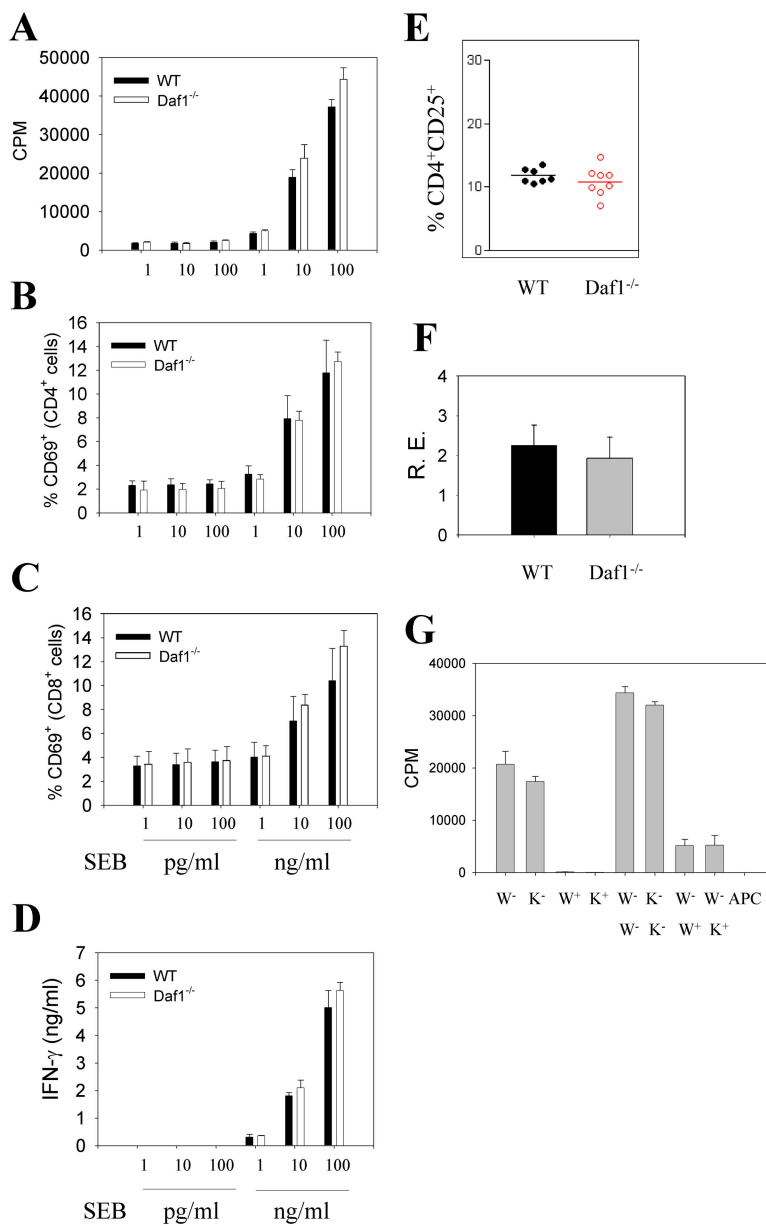 A
50000
40000
30000
20000
10000
0
CPM
WT
Daf1⁻/⁻
1 10 100 1 10 100
B
16
14
12
10
8
6
4
2
0
% CD69⁺ (CD4⁺ cells)
WT
Daf1⁻/⁻
1 10 100 1 10 100
C
16
14
12
10
8
6
4
2
0
% CD69⁺ (CD8⁺ cells)
WT
Daf1⁻/⁻
1 10 100 1 10 100
SEB pg/ml ng/ml
D
7
6
5
4
3
2
1
0
IFN-γ (ng/ml)
WT
Daf1⁻/⁻
1 10 100 1 10 100
SEB pg/ml ng/ml
E
30
20
10
0
% CD4⁺CD25⁺
WT Daf1⁻/⁻
F
4
3
2
1
0
R. E.
WT Daf1⁻/⁻
G
40000
30000
20000
10000
0
CPM
W⁻ K⁻ W⁺ K⁺ W⁻ K⁻ W⁻ W⁻ APC
W⁻ K⁻ W⁺ K⁺